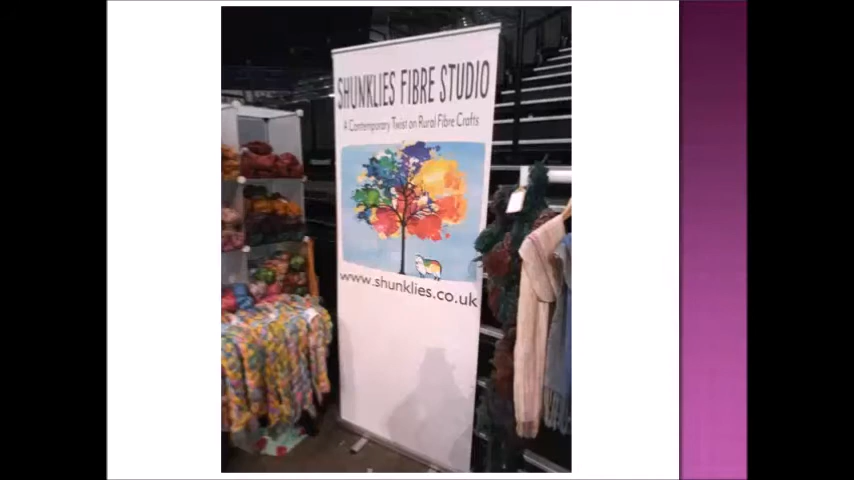 SHUNKLIES FIBRE STUDIO
A Contemporary Twist on Rural Fibre Crafts
www.shunklies.co.uk